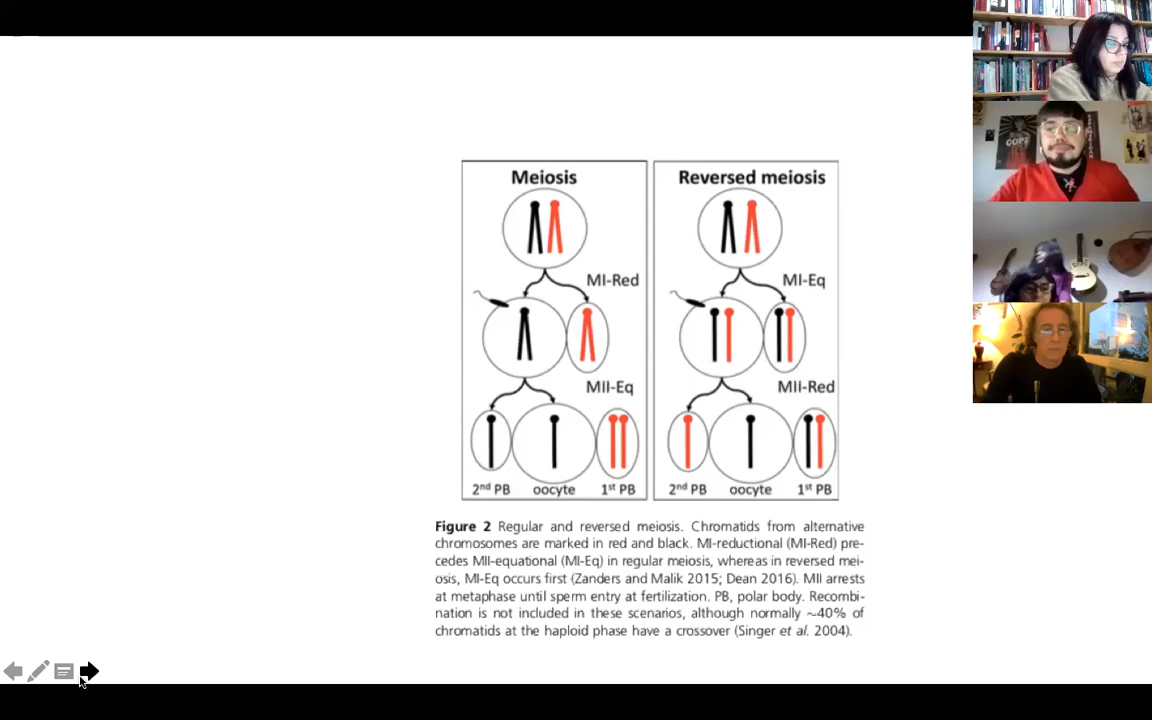 Meiosis
MI-Red
MII-Eq
2nd PB oocyte 1st PB
Reversed meiosis
MI-Eq
MII-Red
2nd PB oocyte 1st PB
Figure 2 Regular and reversed meiosis. Chromatids from alternative
chromosomes are marked in red and black. MI-reductional (MI-Red) pre-
cedes MII-equational (MI-Eq) in regular meiosis, whereas in reversed mei-
osis, MI-Eq occurs first (Zanders and Malik 2015; Dean 2016). MII arrests
at metaphase until sperm entry at fertilization. PB, polar body. Recombi-
nation is not included in these scenarios, although normally ~40% of
chromatids at the haploid phase have a crossover (Singer et al. 2004).
COPE